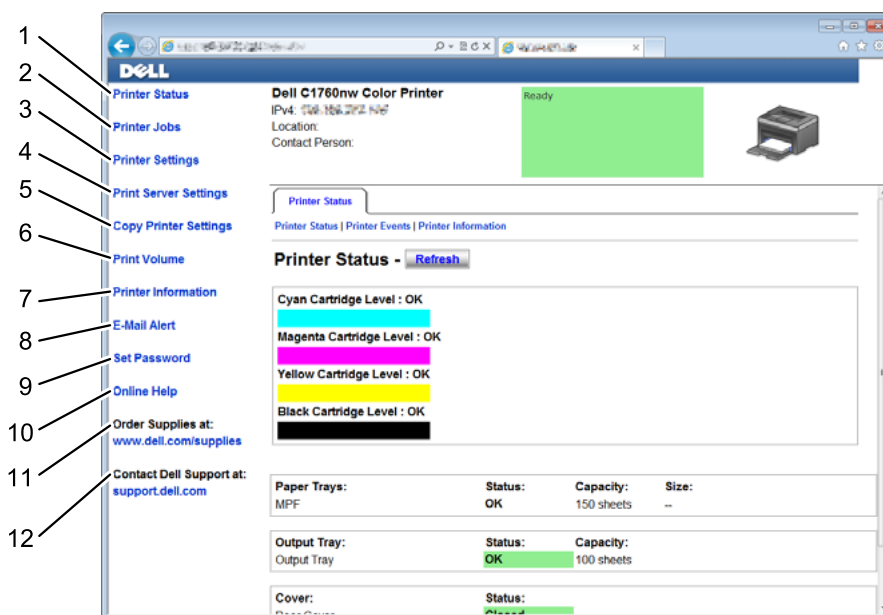 1
2
3
4
5
6
7
8
9
10
11
12
DELL
Printer Status
Printer Jobs
Printer Settings
Print Server Settings
Copy Printer Settings
Print Volume
Printer Information
E-Mail Alert
Set Password
Online Help
Order Supplies at:
www.dell.com/supplies
Contact Dell Support at:
support.dell.com
Dell C1760nw Color Printer
IPv4:
Location:
Contact Person:
Ready
Printer Status
Printer Status | Printer Events | Printer Information
Printer Status - Refresh
Cyan Cartridge Level : OK
Magenta Cartridge Level : OK
Yellow Cartridge Level : OK
Black Cartridge Level : OK
Paper Trays: Status: Capacity: Size:
MPF OK 150 sheets --
Output Tray: Status: Capacity:
Output Tray OK 100 sheets
Cover: Status: